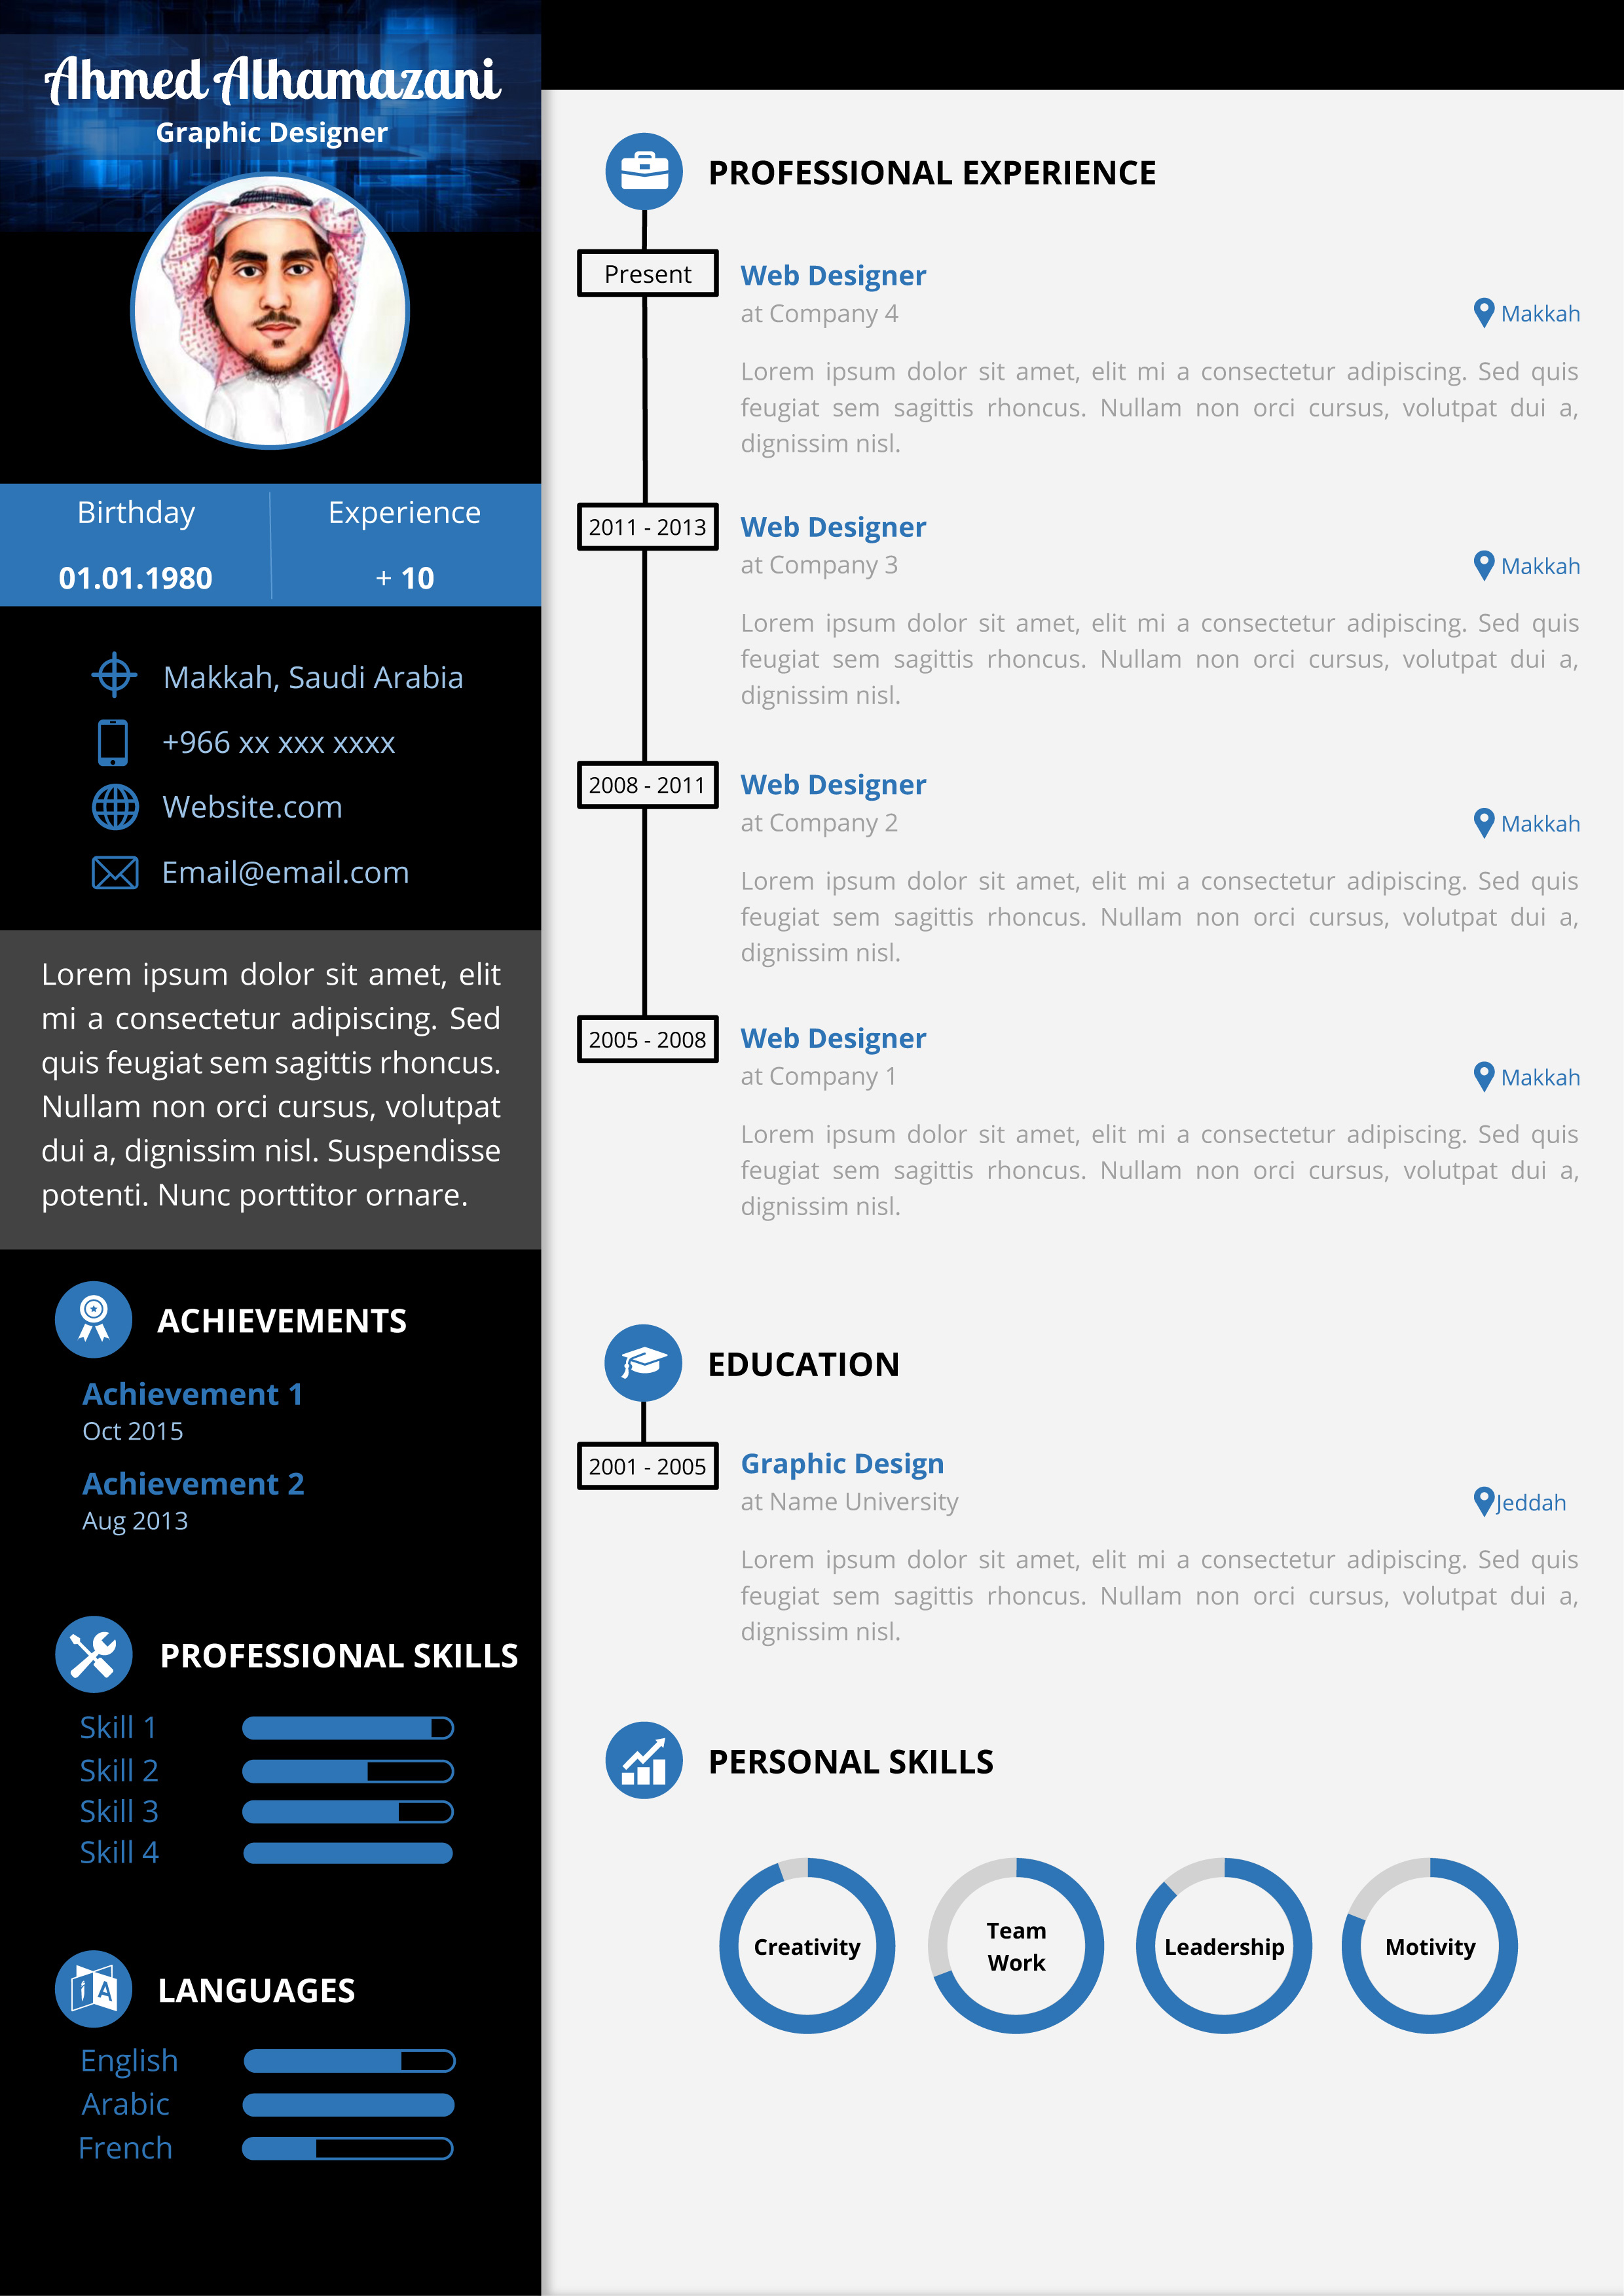 Ahmed Alhamazani
Graphic Designer
Birthday
01.01.1980
Experience
+ 10
Makkah, Saudi Arabia
+966 xx xxx xxxx
Website.com
Email@email.com
Lorem ipsum dolor sit amet, elit
mi a consectetur adipiscing. Sed
quis feugiat sem sagittis rhoncus.
Nullam non orci cursus, volutpat
dui a, dignissim nisl. Suspendisse
potenti. Nunc porttitor ornare.
ACHIEVEMENTS
Achievement 1
Oct 2015
Achievement 2
Aug 2013
PROFESSIONAL SKILLS
Skill 1
Skill 2
Skill 3
Skill 4
LANGUAGES
English
Arabic
French
PROFESSIONAL EXPERIENCE
Present
Web Designer
at Company 4
Makkah
Lorem ipsum dolor sit amet, elit mi a consectetur adipiscing. Sed quis
feugiat sem sagittis rhoncus. Nullam non orci cursus, volutpat dui a,
dignissim nisl.
2011 - 2013
Web Designer
at Company 3
Makkah
Lorem ipsum dolor sit amet, elit mi a consectetur adipiscing. Sed quis
feugiat sem sagittis rhoncus. Nullam non orci cursus, volutpat dui a,
dignissim nisl.
2008 - 2011
Web Designer
at Company 2
Makkah
Lorem ipsum dolor sit amet, elit mi a consectetur adipiscing. Sed quis
feugiat sem sagittis rhoncus. Nullam non orci cursus, volutpat dui a,
dignissim nisl.
2005 - 2008
Web Designer
at Company 1
Makkah
Lorem ipsum dolor sit amet, elit mi a consectetur adipiscing. Sed quis
feugiat sem sagittis rhoncus. Nullam non orci cursus, volutpat dui a,
dignissim nisl.
EDUCATION
2001 - 2005
Graphic Design
at Name University
Jeddah
Lorem ipsum dolor sit amet, elit mi a consectetur adipiscing. Sed quis
feugiat sem sagittis rhoncus. Nullam non orci cursus, volutpat dui a,
dignissim nisl.
PERSONAL SKILLS
Creativity
Team
Work
Leadership
Motivity